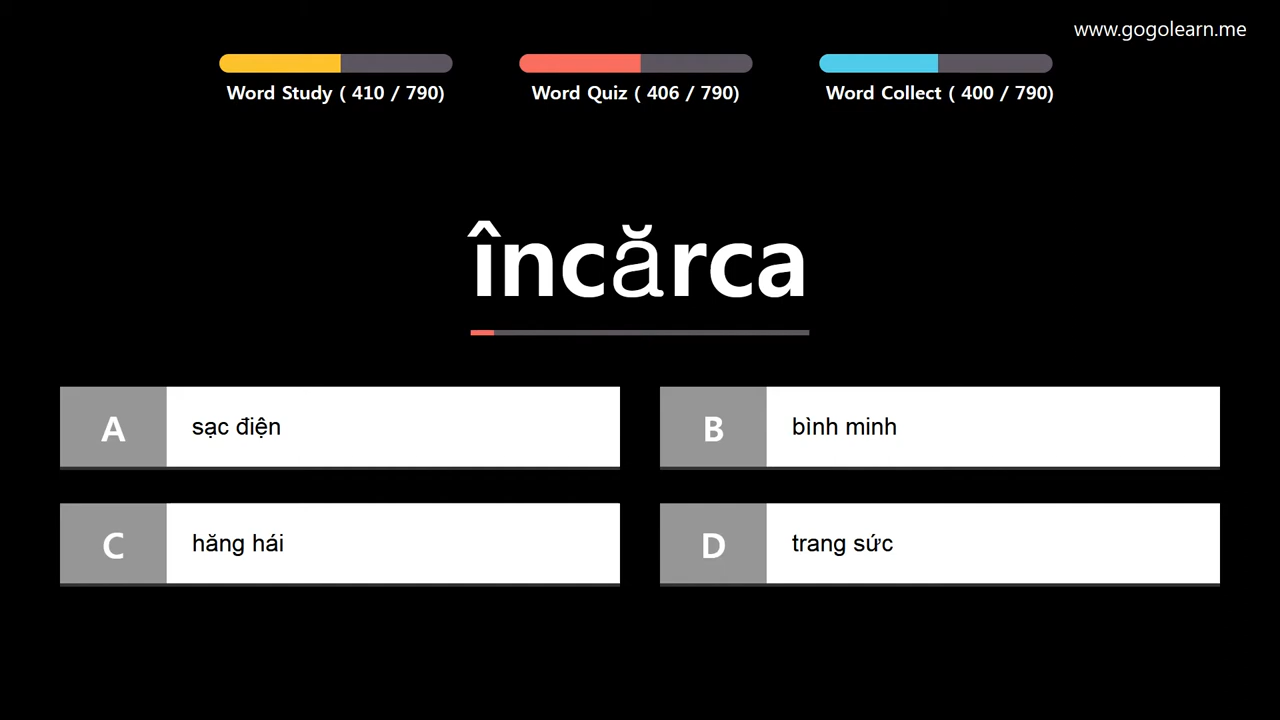 www.gogolearn.me
Word Study ( 410 / 790)
Word Quiz ( 406 / 790)
Word Collect ( 400 / 790)
încărca
A sạc điện
B bình minh
C hăng hái
D trang sức